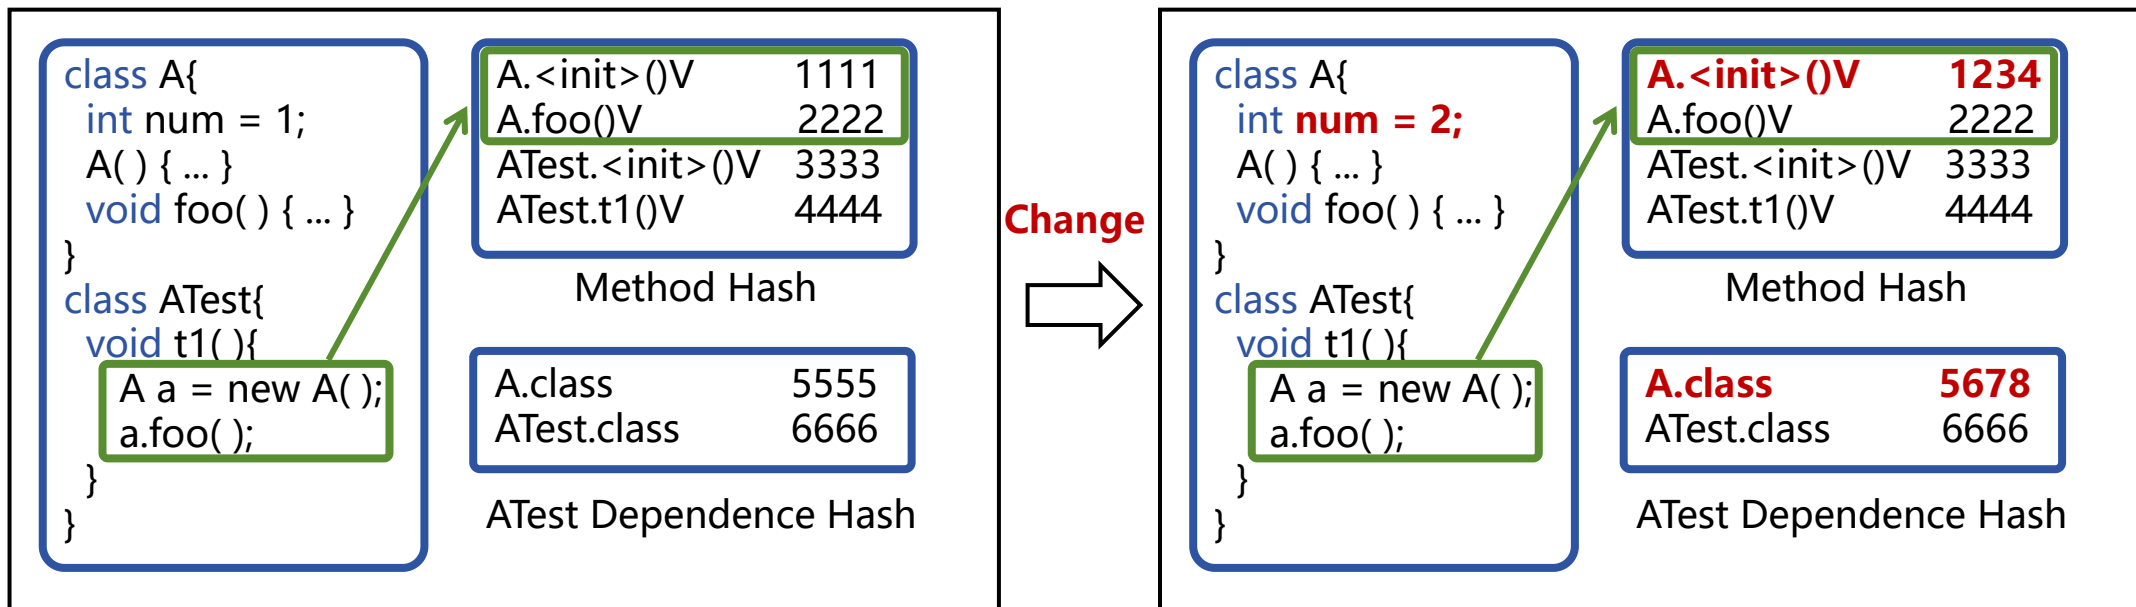 class A{
int num = 1;
A( ) { ... }
void foo( ) { ... }
}
class ATest{
void t1( ){
A a = new A( );
a.foo( );
}
}
A.<init>()V 1111
A.foo()V 2222
ATest.<init>()V 3333
ATest.t1()V 4444
Method Hash
A.class 5555
ATest.class 6666
ATest Dependence Hash
Change
class A{
int num = 2;
A( ) { ... }
void foo( ) { ... }
}
class ATest{
void t1( ){
A a = new A( );
a.foo( );
}
}
A.<init>()V 1234
A.foo()V 2222
ATest.<init>()V 3333
ATest.t1()V 4444
Method Hash
A.class 5678
ATest.class 6666
ATest Dependence Hash